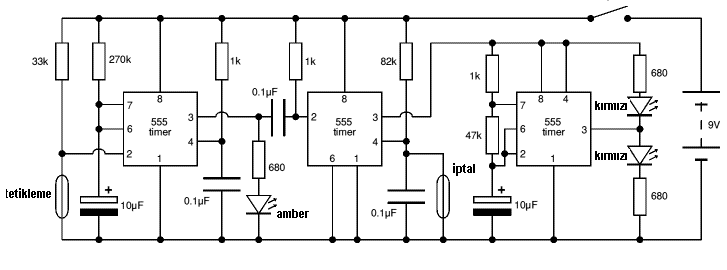 33k
270k
1k
1k
82k
1k
680
0.1µF
9V
8
8
8 4
7
6
2
3
4
1
555
timer
2
3
4
6 1
555
timer
7
6
2
3
1
555
timer
kırmızı
kırmızı
47k
680
680
tetikleme
+
10µF
0.1µF
amber
0.1µF
iptal
+
10µF